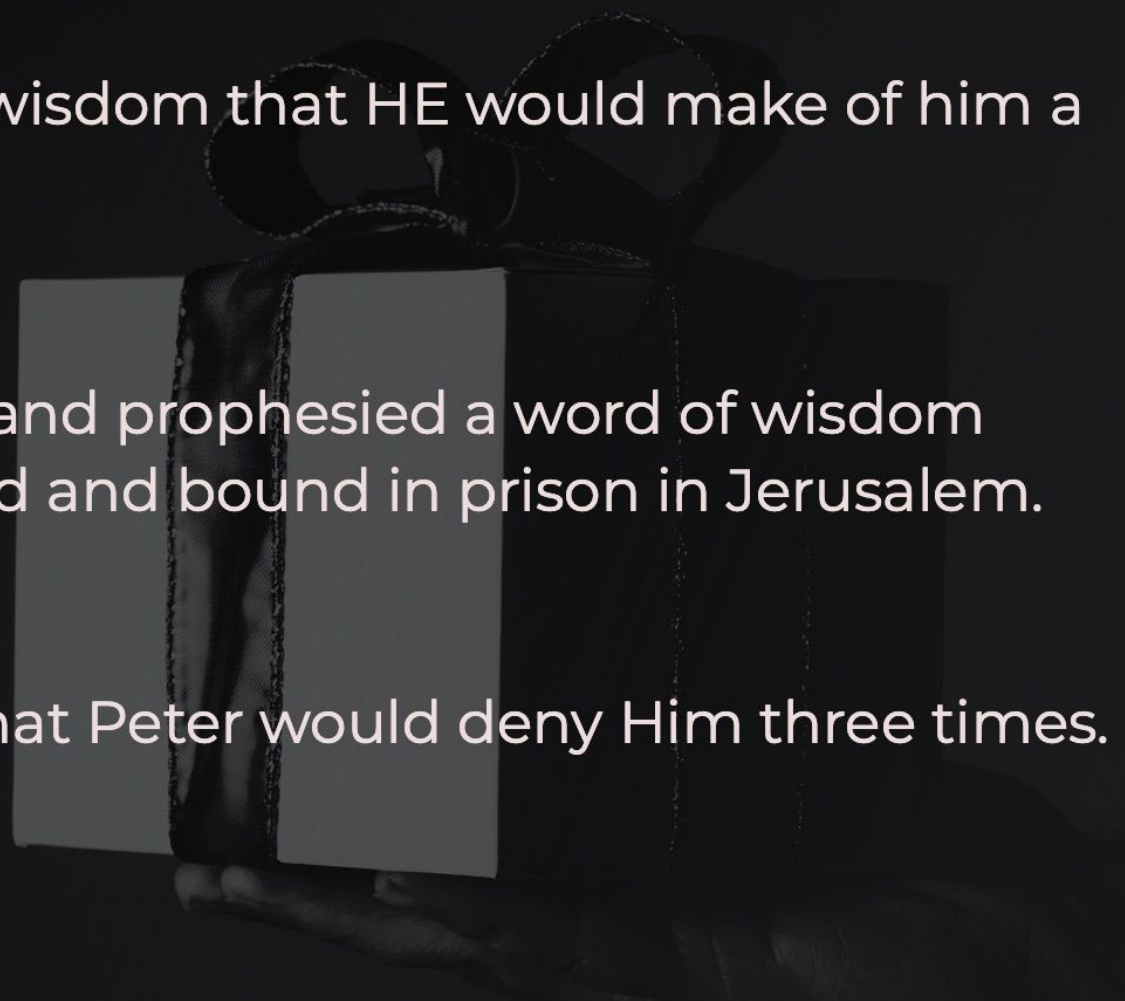 wisdom that HE would make of him a
and prophesied a word of wisdom
and bound in prison in Jerusalem.
Peter would deny Him three times.